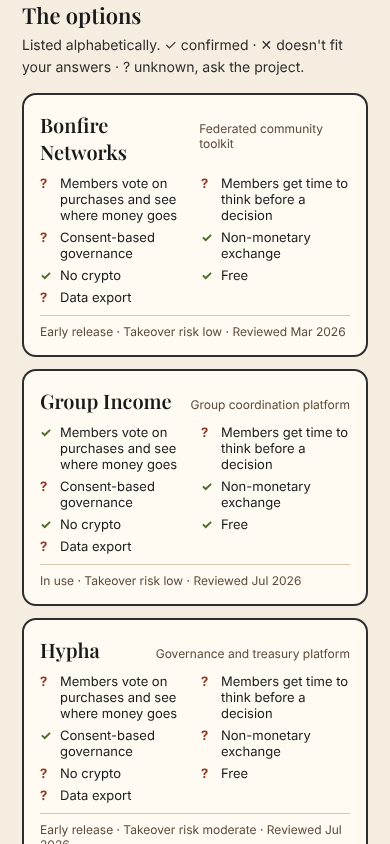 The options
Listed alphabetically. ✓ confirmed · ✕ doesn't fit
your answers · ? unknown, ask the project.
Bonfire
Networks
Federated community
toolkit
? Members vote on
purchases and see
where money goes
? Members get time to
think before a
decision
? Consent-based
governance
✓ Non-monetary
exchange
✓ No crypto
✓ Free
? Data export
Early release · Takeover risk low · Reviewed Mar 2026
Group Income
Group coordination platform
✓ Members vote on
purchases and see
where money goes
? Members get time to
think before a
decision
? Consent-based
governance
✓ Non-monetary
exchange
✓ No crypto
✓ Free
? Data export
In use · Takeover risk low · Reviewed Jul 2026
Hypha
Governance and treasury platform
? Members vote on
purchases and see
where money goes
? Members get time to
think before a
decision
✓ Consent-based
governance
? Non-monetary
exchange
? No crypto
? Free
? Data export
Early release · Takeover risk moderate · Reviewed Jul
2026